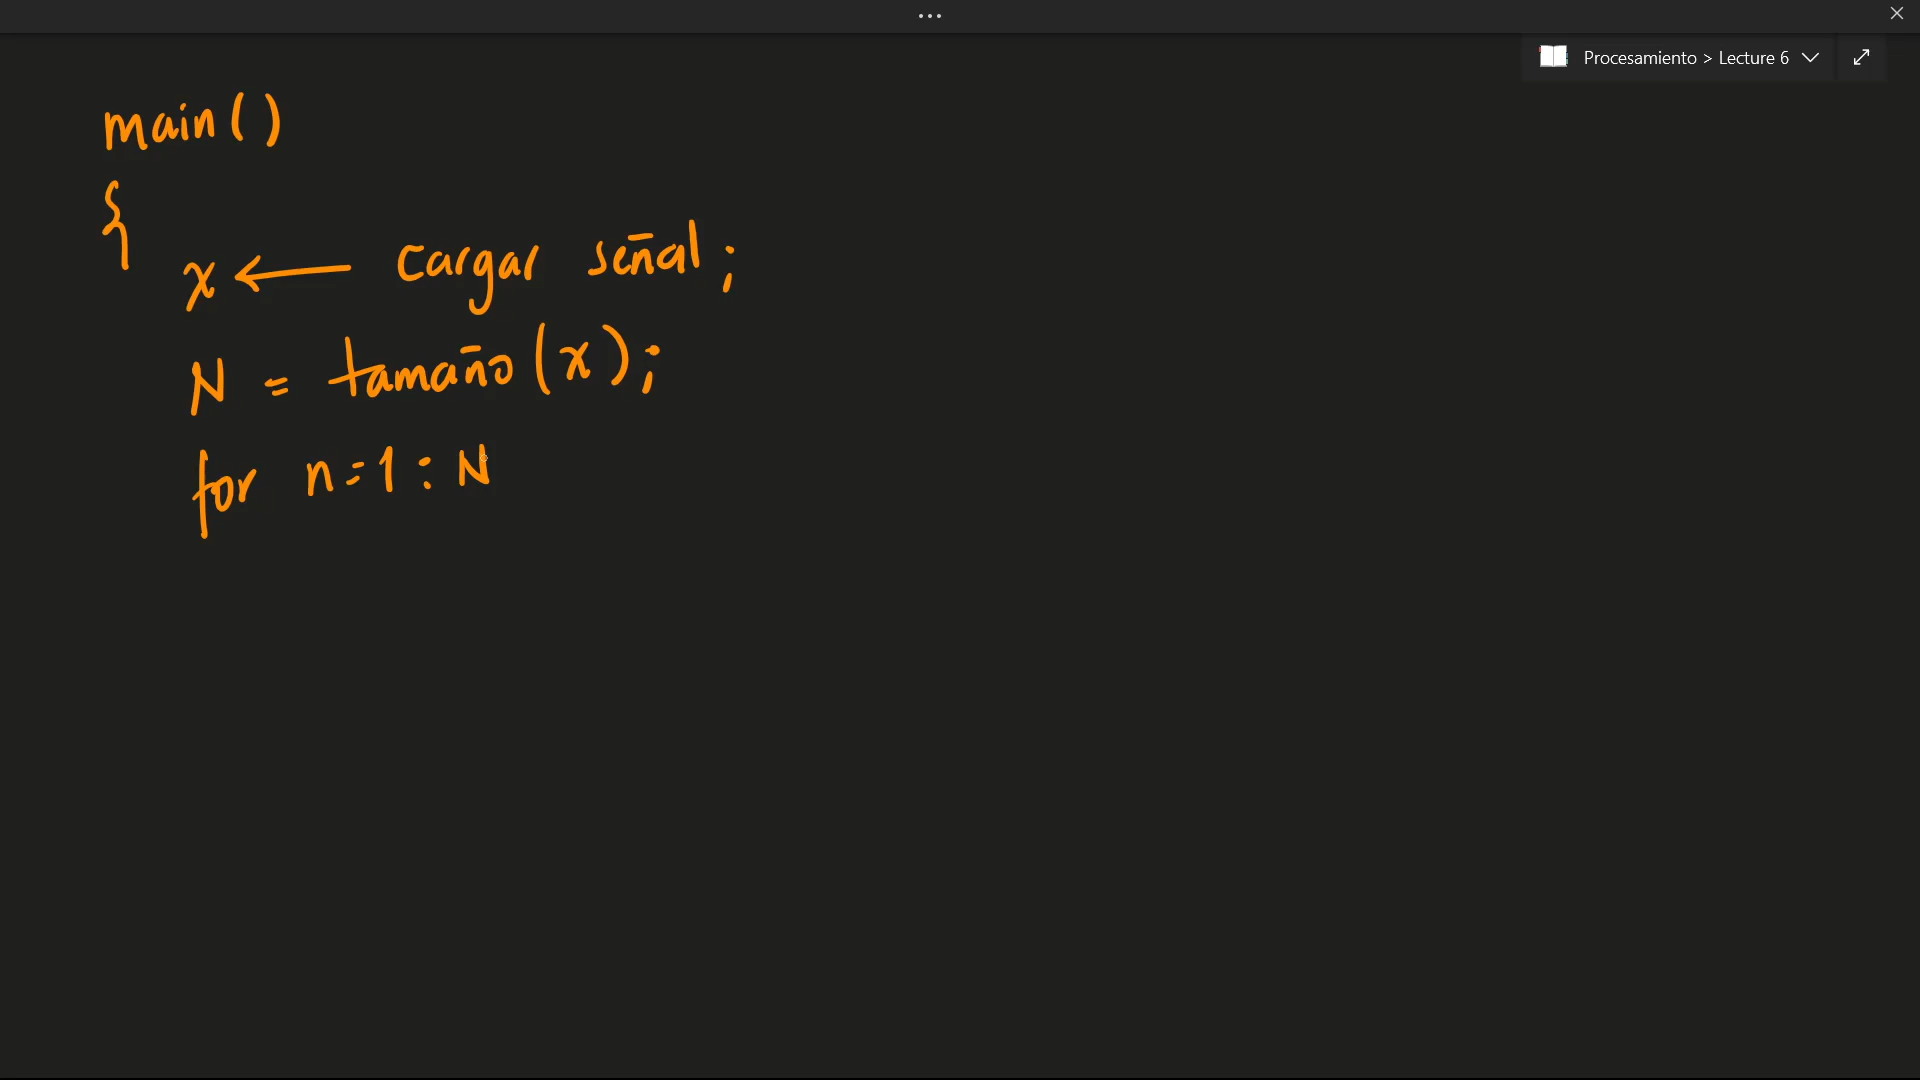 Procesamiento > Lecture 6
main()
{
x ← cargar señal;
N = tamaño(x);
for n=1:N